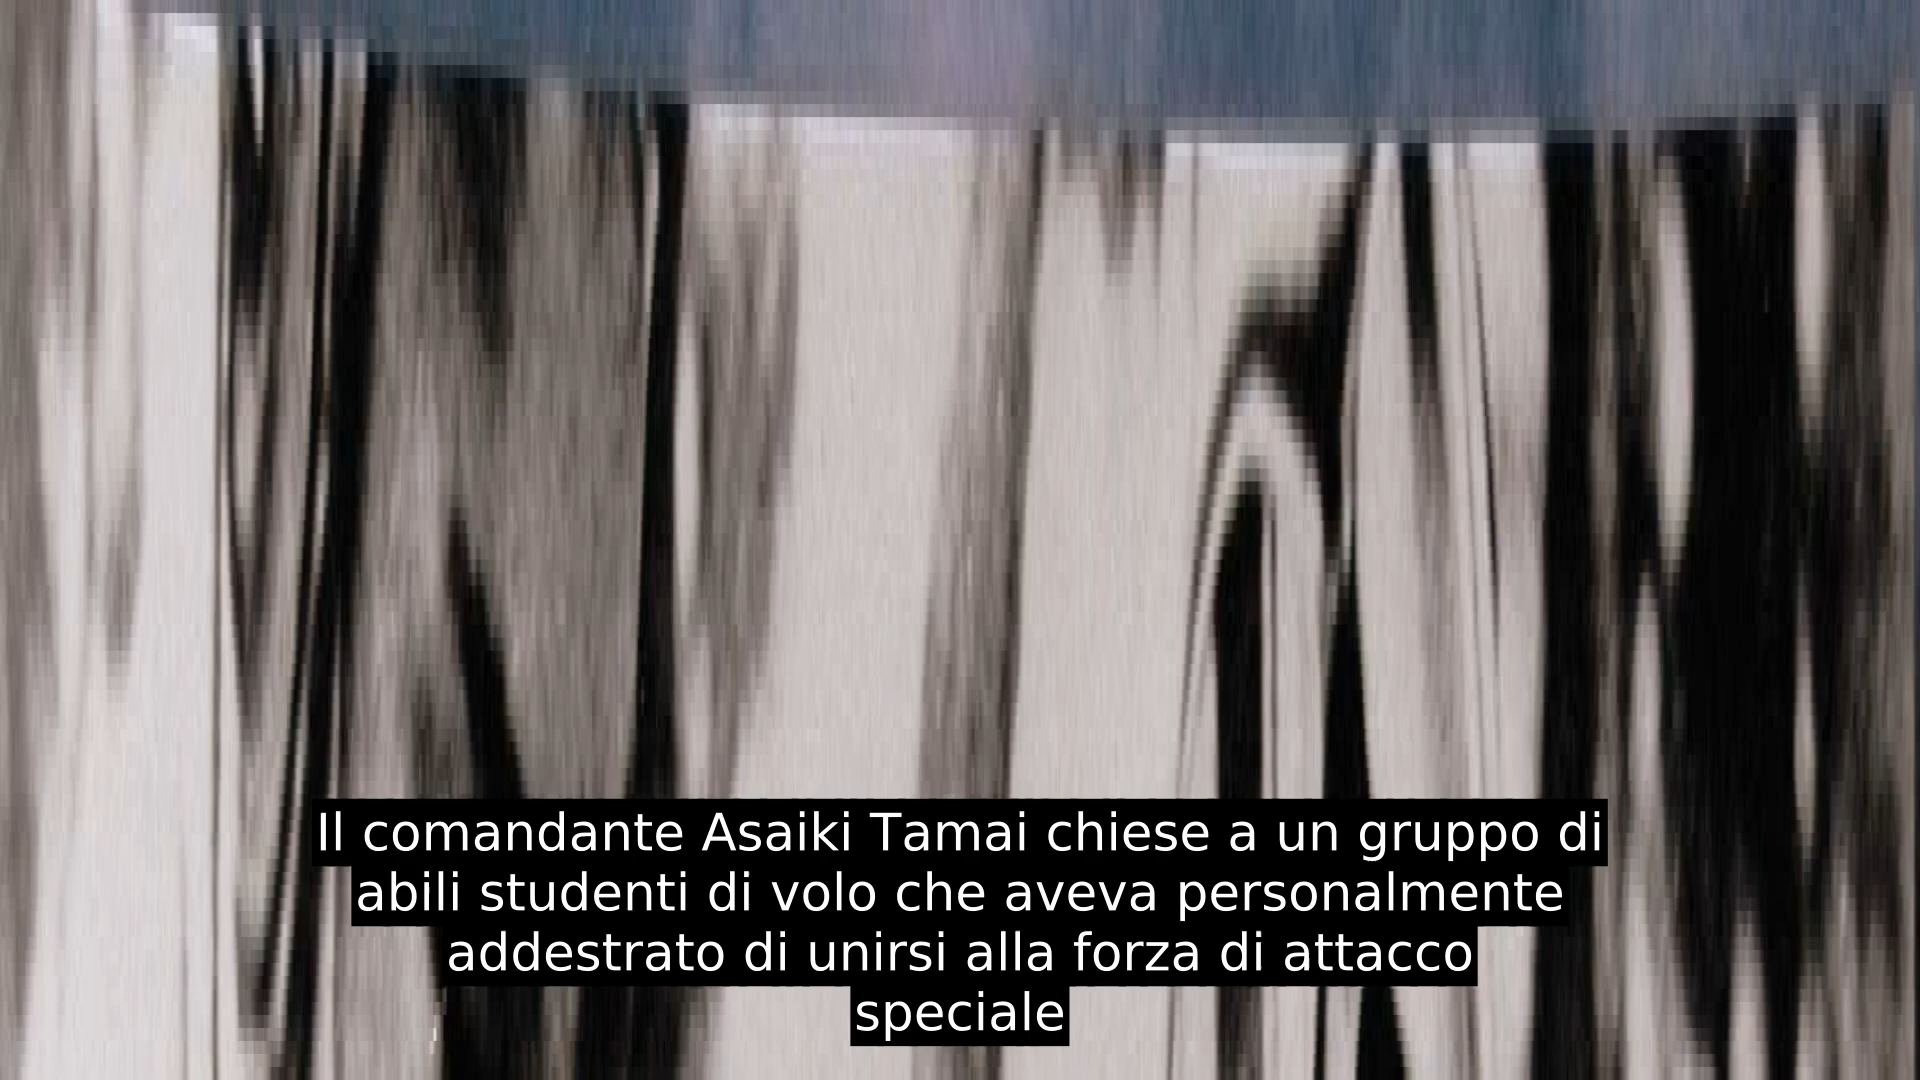 Il comandante Asaiki Tamai chiese a un gruppo di
abili studenti di volo che aveva personalmente
addestrato di unirsi alla forza di attacco
speciale